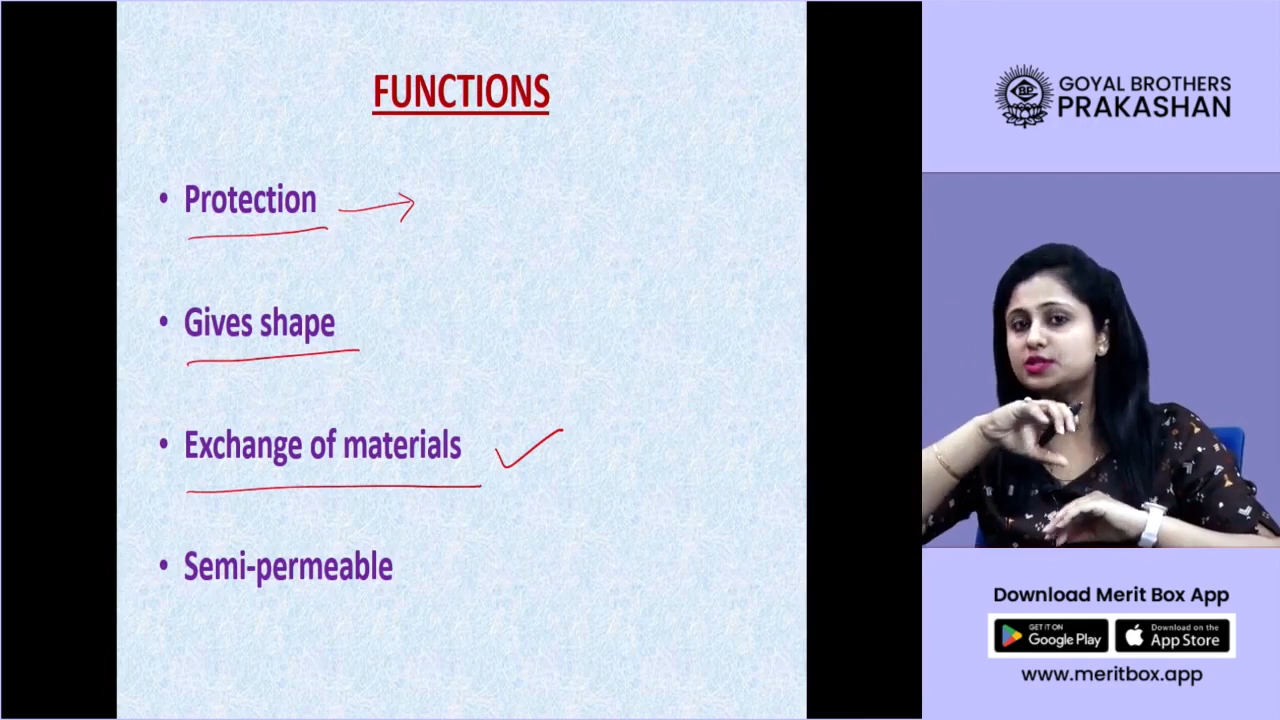 FUNCTIONS
• Protection
• Gives shape
• Exchange of materials
• Semi-permeable
BP
GOYAL BROTHERS
PRAKASHAN
Download Merit Box App
GET IT ON
Google Play
Download on the
App Store
www.meritbox.app